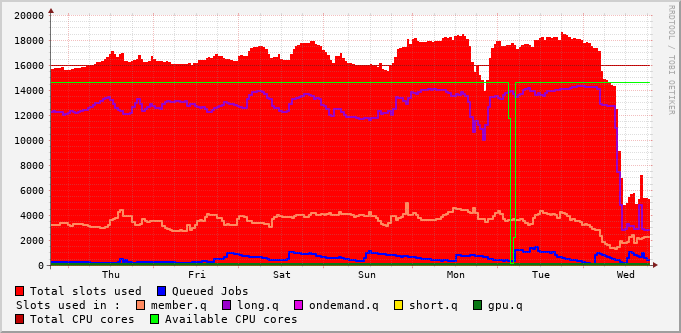 20000
18000
16000
14000
12000
10000
8000
6000
4000
2000
0
Thu Fri Sat Sun Mon Tue Wed
RRDTOOL / TOBI OETIKER
Total slots used Queued Jobs
Slots used in : member.q long.q ondemand.q short.q gpu.q
Total CPU cores Available CPU cores